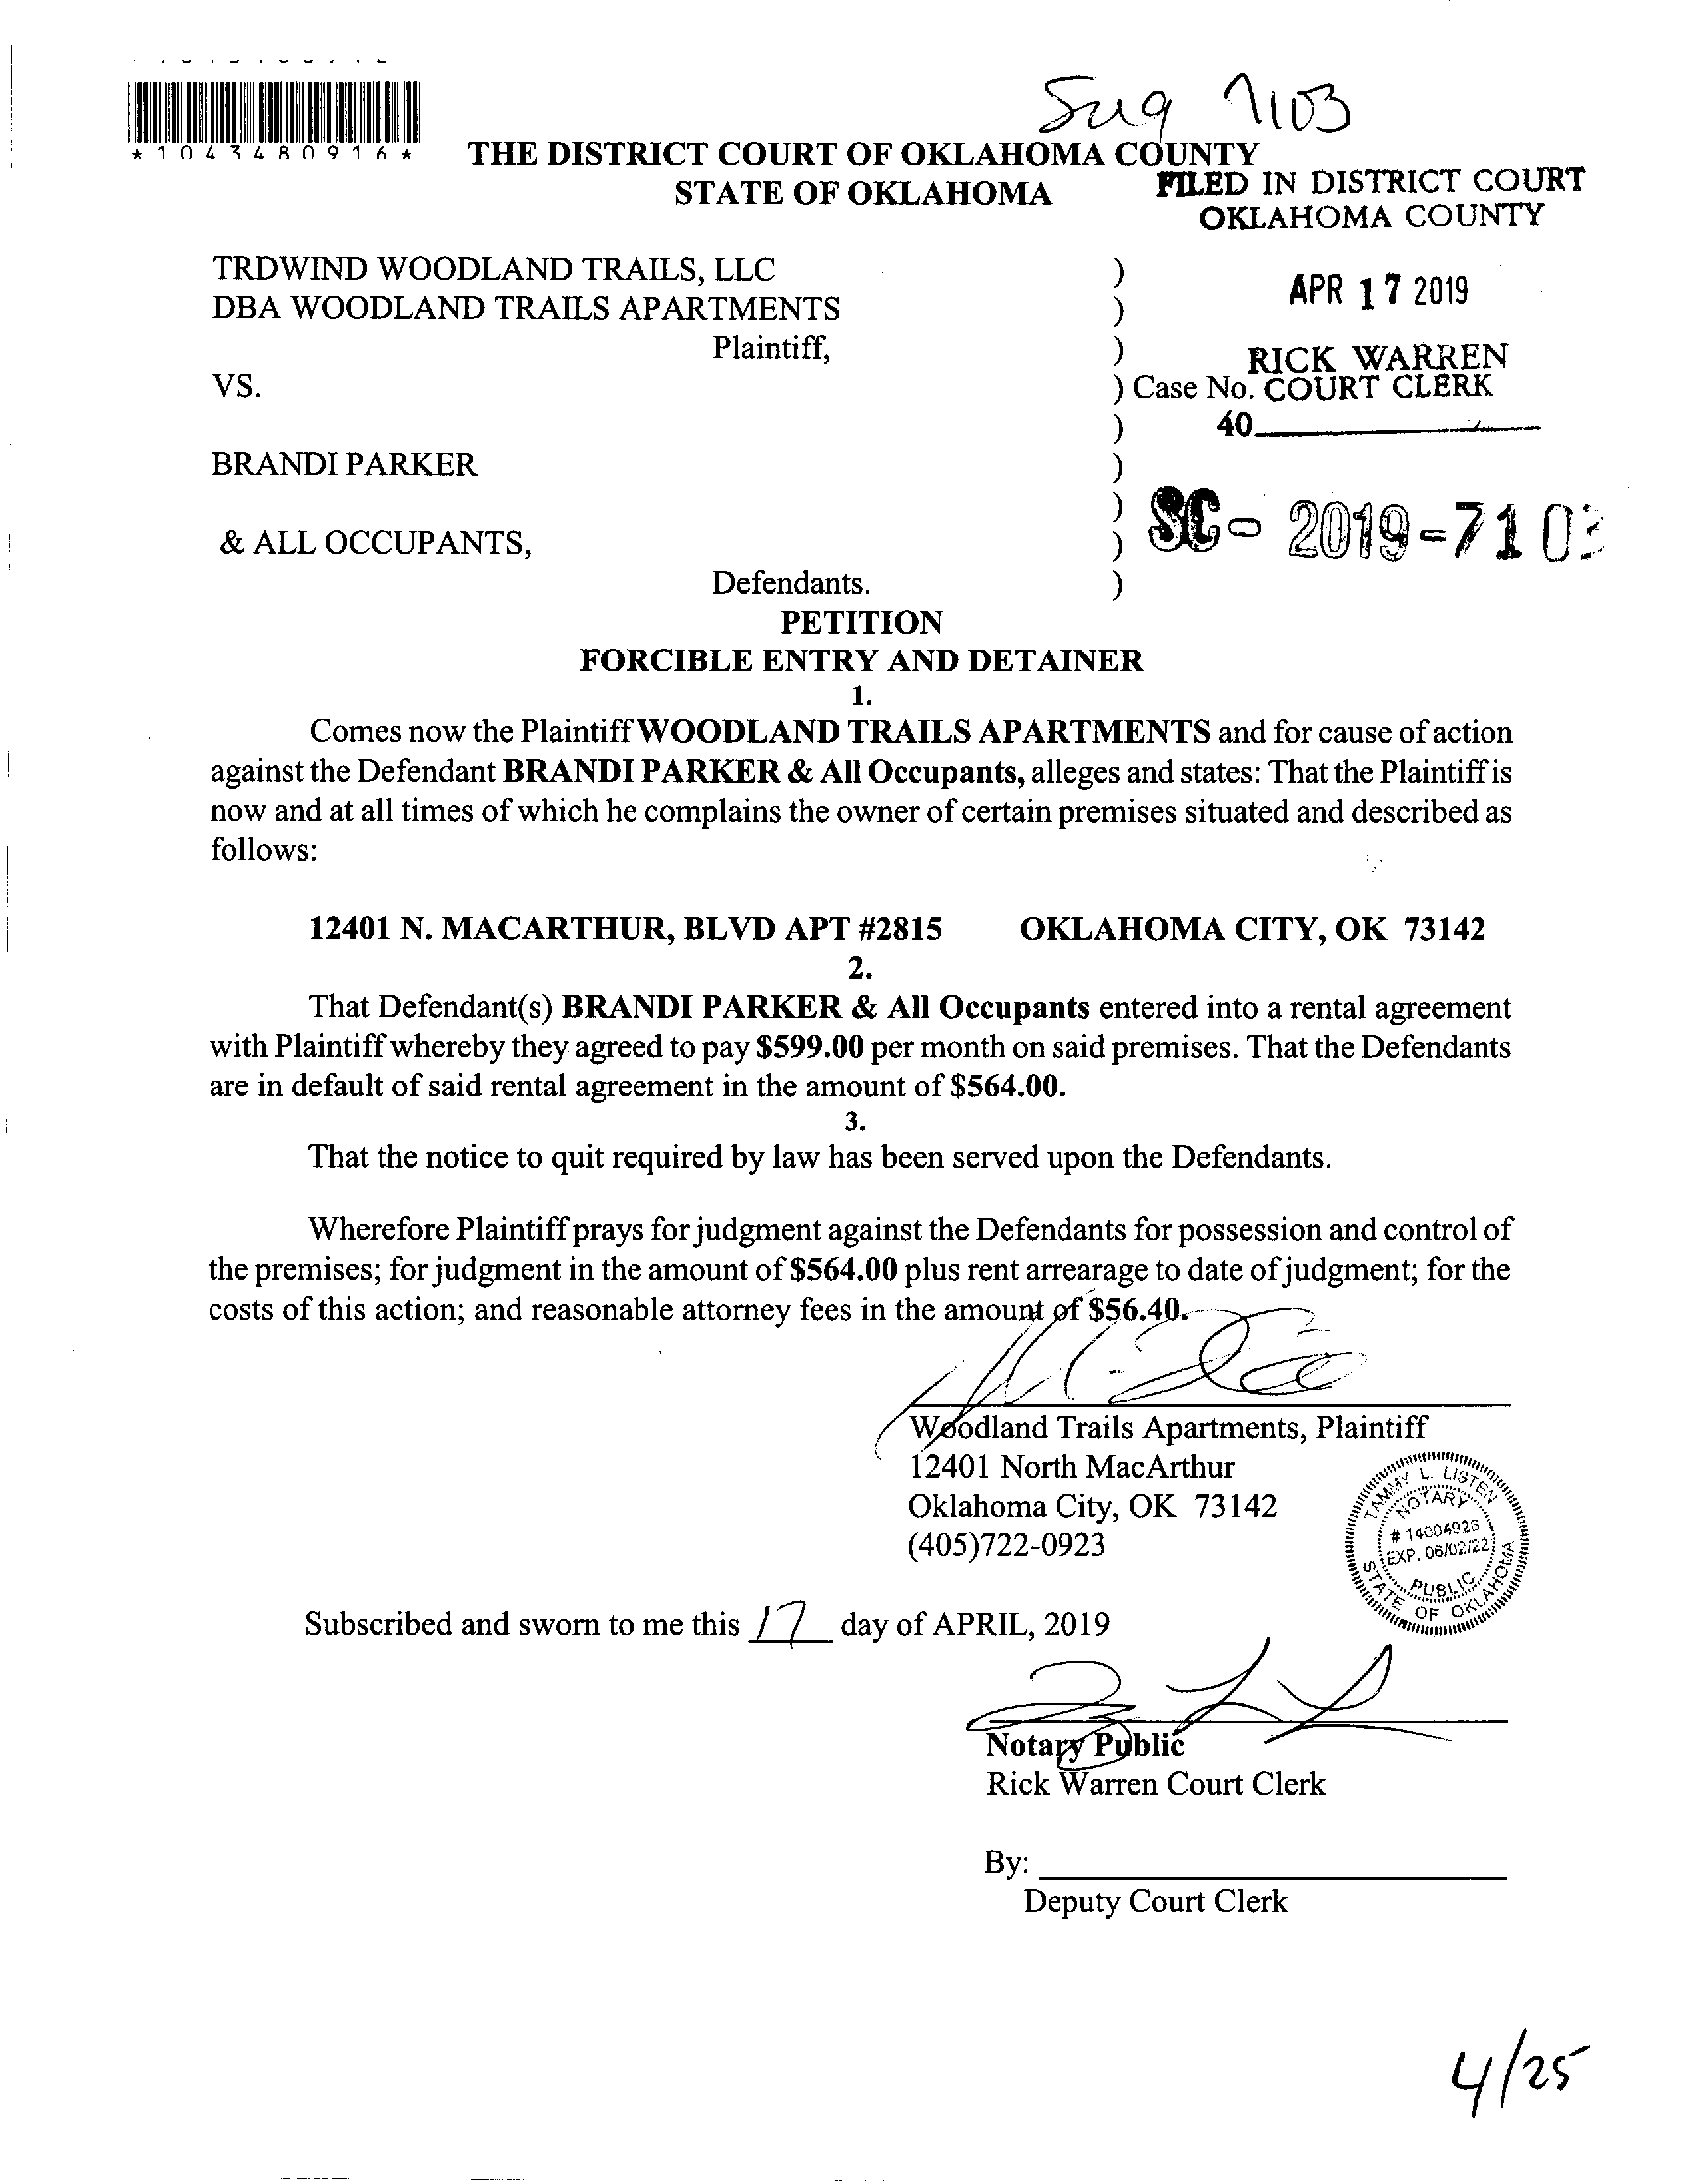 Sug 7103
*1043480916*
THE DISTRICT COURT OF OKLAHOMA COUNTY
STATE OF OKLAHOMA
FILED IN DISTRICT COURT
OKLAHOMA COUNTY
TRDWIND WOODLAND TRAILS, LLC )
DBA WOODLAND TRAILS APARTMENTS )
APR 17 2019
Plaintiff, )
RICK WARREN
VS. ) Case No. COURT CLERK
) 40
BRANDI PARKER )
)
SC- 2019-710
& ALL OCCUPANTS, )
Defendants. )
PETITION
FORCIBLE ENTRY AND DETAINER
1.
Comes now the Plaintiff WOODLAND TRAILS APARTMENTS and for cause of action
against the Defendant BRANDI PARKER & All Occupants, alleges and states: That the Plaintiff is
now and at all times of which he complains the owner of certain premises situated and described as
follows:
12401 N. MACARTHUR, BLVD APT #2815 OKLAHOMA CITY, OK 73142
2.
That Defendant(s) BRANDI PARKER & All Occupants entered into a rental agreement
with Plaintiff whereby they agreed to pay $599.00 per month on said premises. That the Defendants
are in default of said rental agreement in the amount of $564.00.
3.
That the notice to quit required by law has been served upon the Defendants.
Wherefore Plaintiff prays for judgment against the Defendants for possession and control of
the premises; for judgment in the amount of $564.00 plus rent arrearage to date of judgment; for the
costs of this action; and reasonable attorney fees in the amount of $56.40.
Woodland Trails Apartments, Plaintiff
12401 North MacArthur
Oklahoma City, OK 73142
(405)722-0923
TAMMY L. LISTEN
NOTARY
# 14004926
EXP. 06/02/22
PUBLIC
STATE OF OKLAHOMA
Subscribed and sworn to me this 17 day of APRIL, 2019
Notary Public
Rick Warren Court Clerk
By:
Deputy Court Clerk
4/25